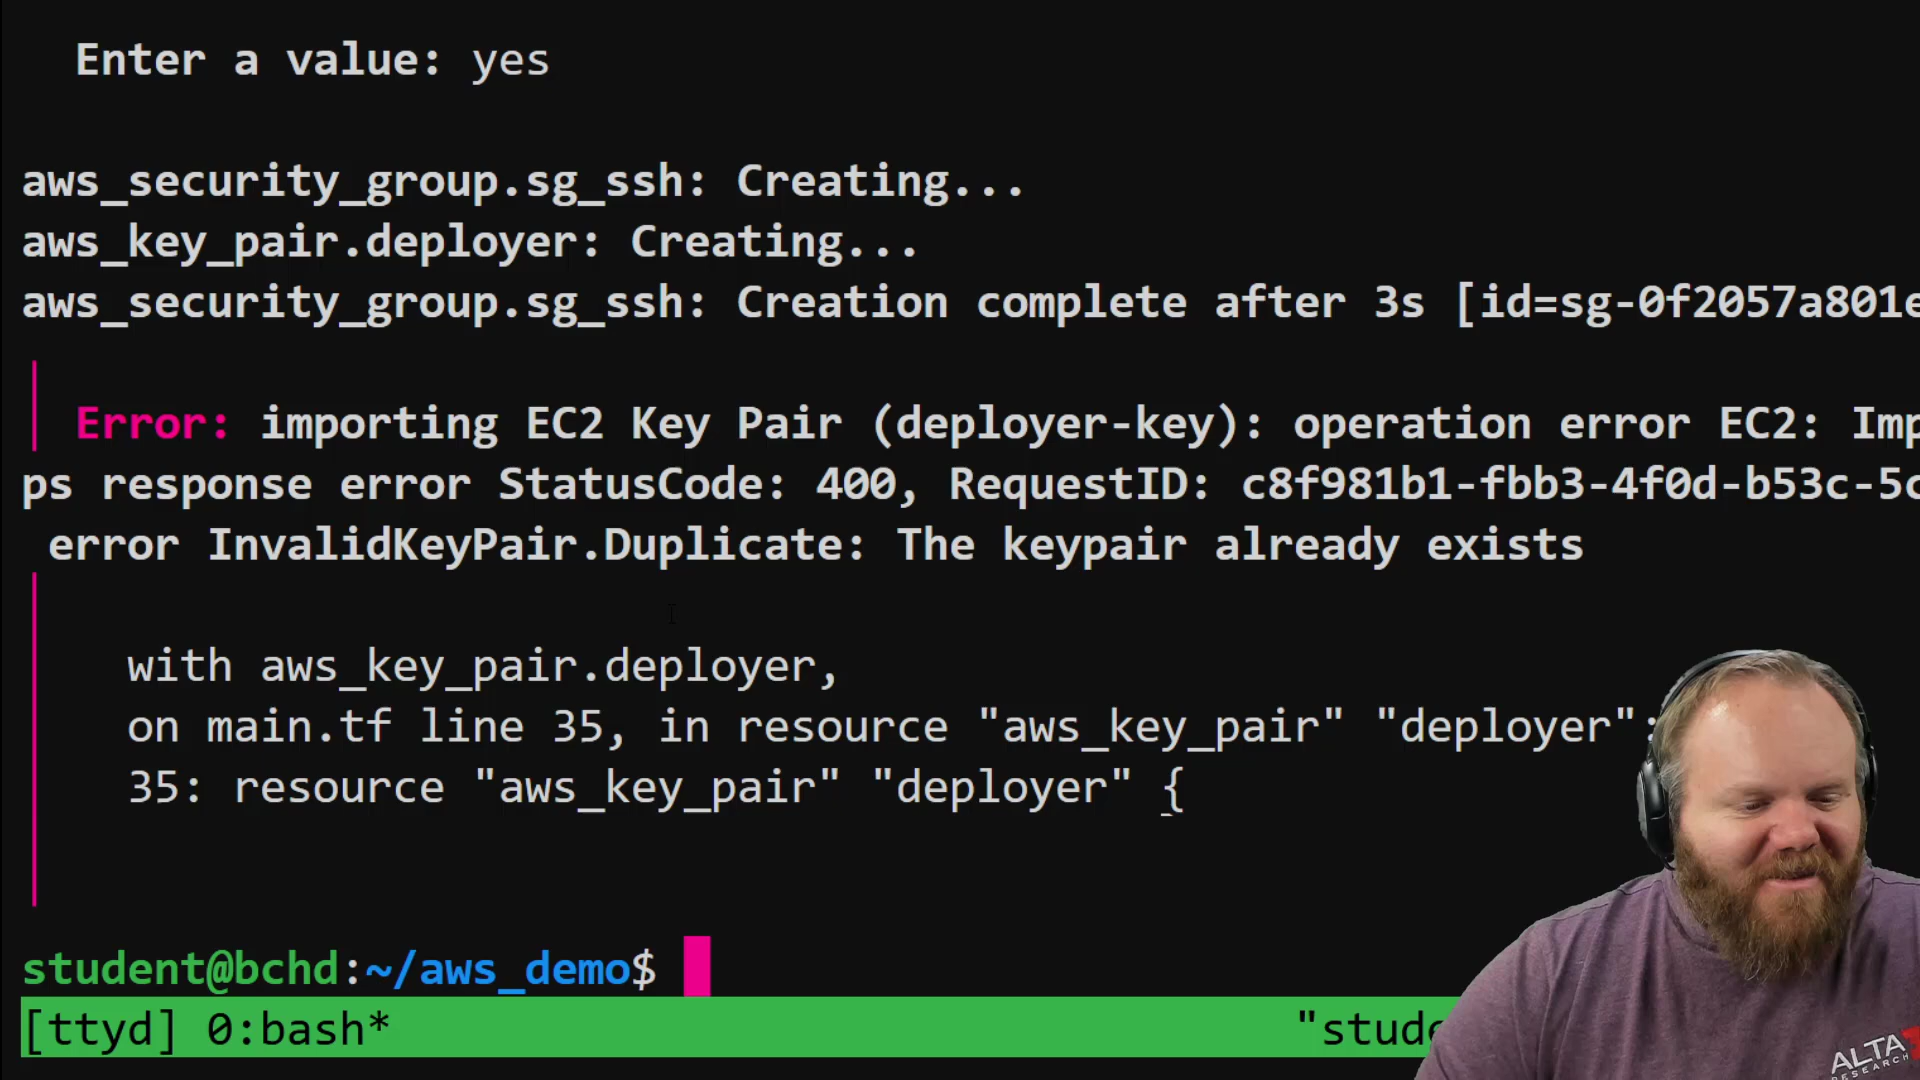 Enter a value: yes
aws_security_group.sg_ssh: Creating...
aws_key_pair.deployer: Creating...
aws_security_group.sg_ssh: Creation complete after 3s [id=sg-0f2057a801e
Error: importing EC2 Key Pair (deployer-key): operation error EC2: Imp
ps response error StatusCode: 400, RequestID: c8f981b1-fbb3-4f0d-b53c-5c
error InvalidKeyPair.Duplicate: The keypair already exists
with aws_key_pair.deployer,
on main.tf line 35, in resource "aws_key_pair" "deployer":
35: resource "aws_key_pair" "deployer" {
student@bchd:~/aws_demo$
[ttyd] 0:bash* "stude
ALTA3
RESEARCH